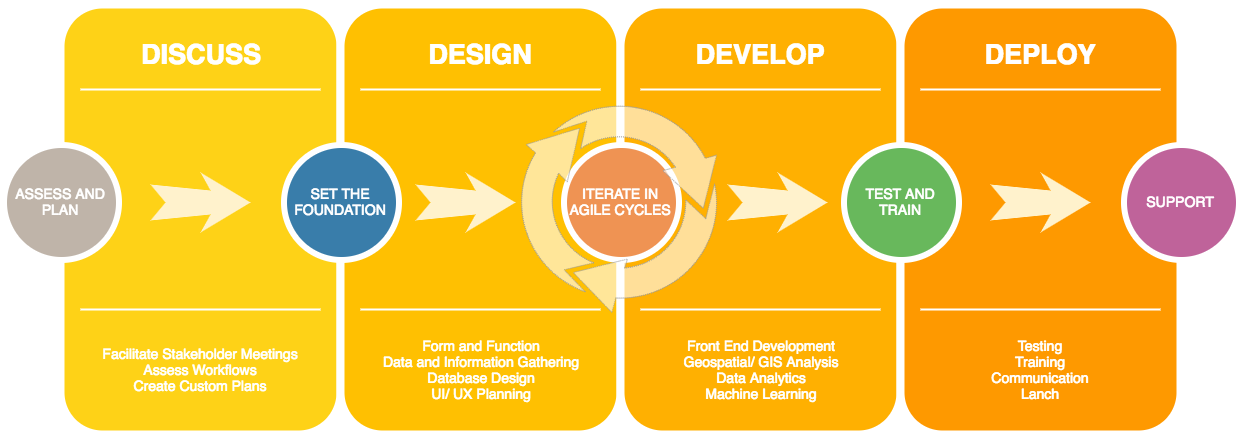 DISCUSS
DESIGN
DEVELOP
DEPLOY
ASSESS AND
PLAN
SET THE
FOUNDATION
ITERATE IN
AGILE CYCLES
TEST AND
TRAIN
SUPPORT
Facilitate Stakeholder Meetings
Assess Workflows
Create Custom Plans
Form and Function
Data and Information Gathering
Database Design
UI/ UX Planning
Front End Development
Geospatial/ GIS Analysis
Data Analytics
Machine Learning
Testing
Training
Communication
Lanch